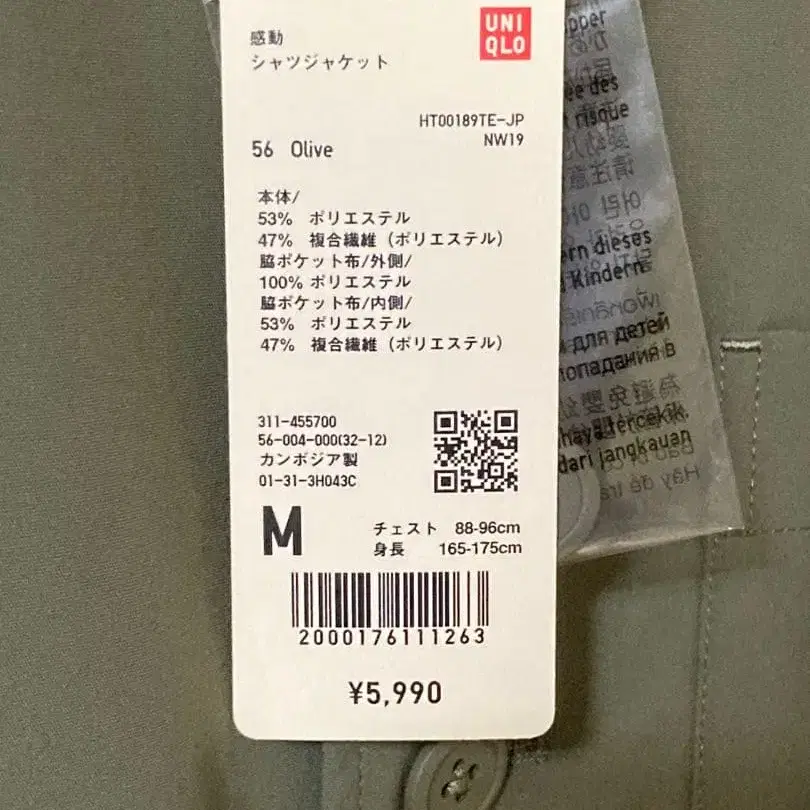 感動
シャツジャケット
UNI
QLO
HT00189TE-JP
NW19
56 Olive
本体/
53% ポリエステル
47% 複合繊維 (ポリエステル)
脇ポケット布/外側/
100% ポリエステル
脇ポケット布/内側/
53% ポリエステル
47% 複合繊維 (ポリエステル)
311-455700
56-004-000(32-12)
カンボジア製
01-31-3H043C
M
チェスト 88-96cm
身長 165-175cm
2000176111263
¥5,990
des
risque
dieses
Kindern
для детей
попадания в
tercekik.
dari jangkauan